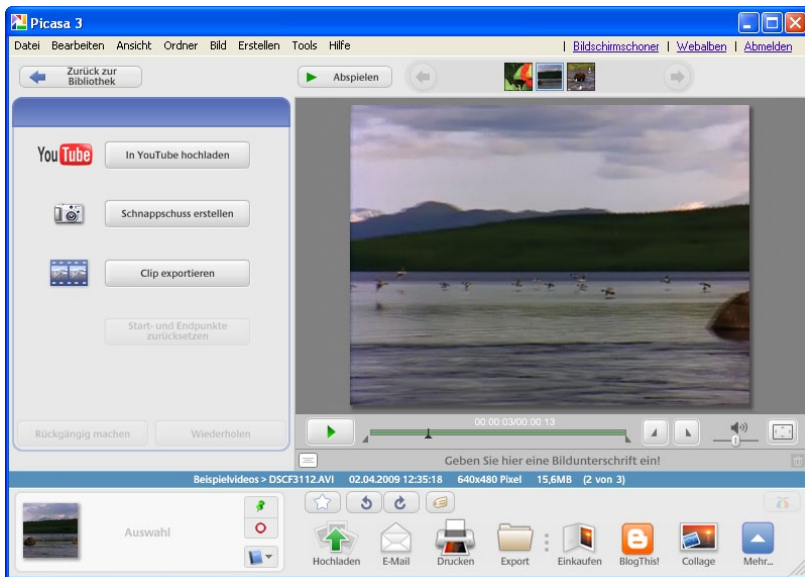 Picasa 3
Datei Bearbeiten Ansicht Ordner Bild Erstellen Tools Hilfe | Bildschirmschoner | Webalben | Abmelden
Zurück zur
Bibliothek
Abspielen
YouTube
In YouTube hochladen
Schnappschuss erstellen
Clip exportieren
Start- und Endpunkte
zurücksetzen
Rückgängig machen
Wiederholen
00:00:03/00:00:13
Geben Sie hier eine Bildunterschrift ein!
Beispielvideos > DSCF3112.AVI 02.04.2009 12:35:18 640x480 Pixel 15,6MB (2 von 3)
Auswahl
Hochladen E-Mail Drucken Export Einkaufen BlogThis! Collage Mehr...